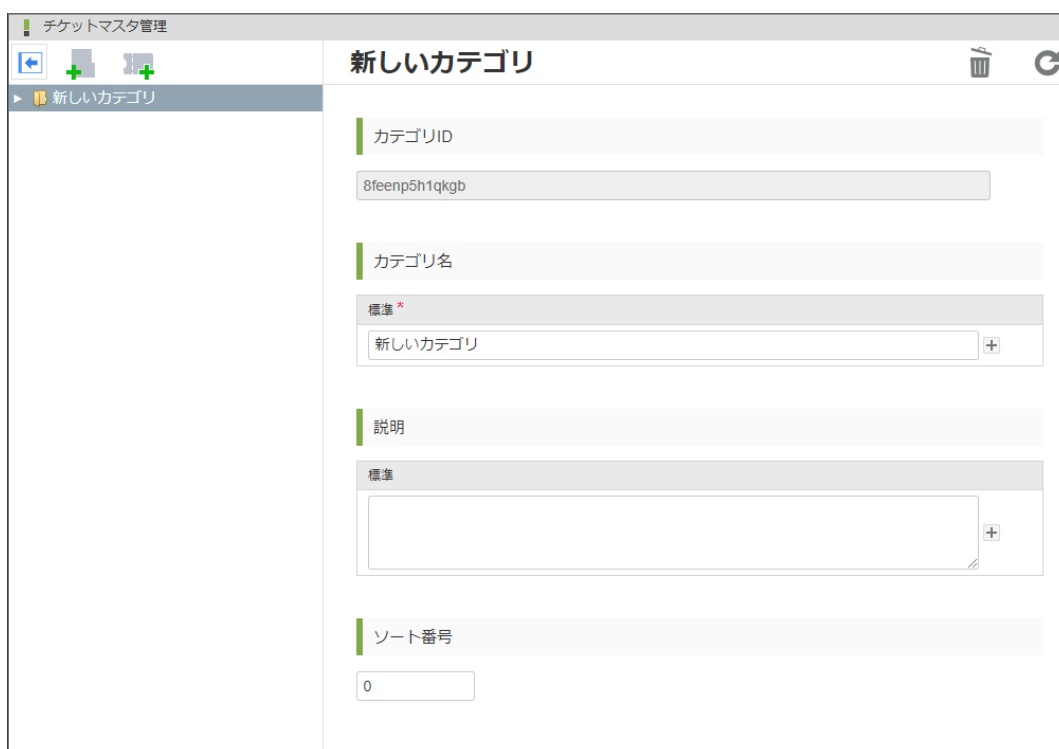 チケットマスタ管理
新しいカテゴリ
新しいカテゴリ
カテゴリID
8feenp5h1qkgb
カテゴリ名
標準 *
新しいカテゴリ
説明
標準
ソート番号
0